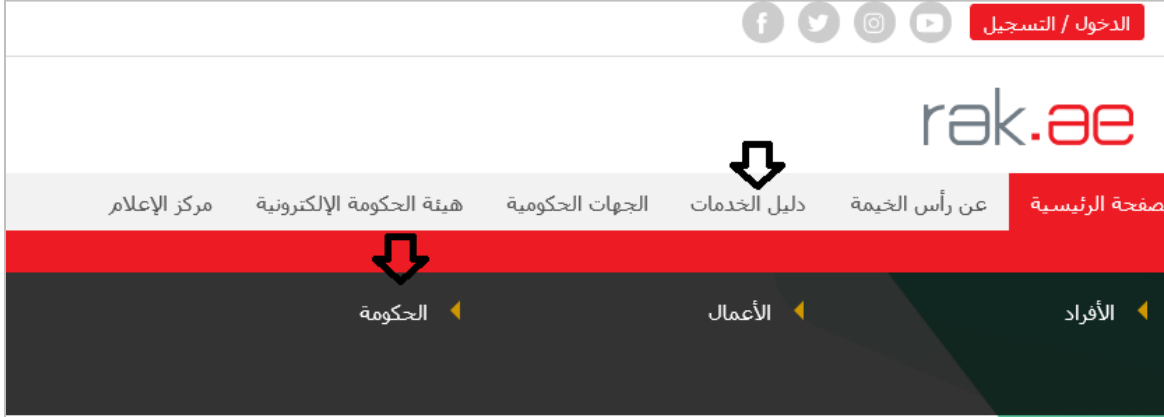 الدخول / التسجيل
rak.ae
صفحة الرئيسية عن رأس الخيمة دليل الخدمات الجهات الحكومية هيئة الحكومة الإلكترونية مركز الإعلام
الأفراد الأعمال الحكومة